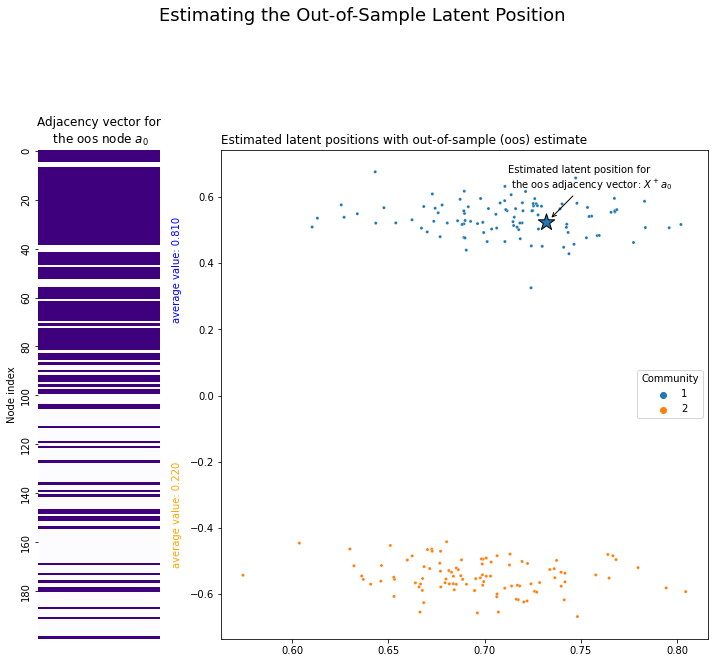 Estimating the Out-of-Sample Latent Position
Adjacency vector for
the oos node a₀
0
20
40
60
80
100
120
140
160
180
Node index
average value: 0.810
average value: 0.220
Estimated latent positions with out-of-sample (oos) estimate
Estimated latent position for
the oos adjacency vector: X⁺a₀
0.6
0.4
0.2
0.0
−0.2
−0.4
−0.6
0.60
0.65
0.70
0.75
0.80
Community
1
2